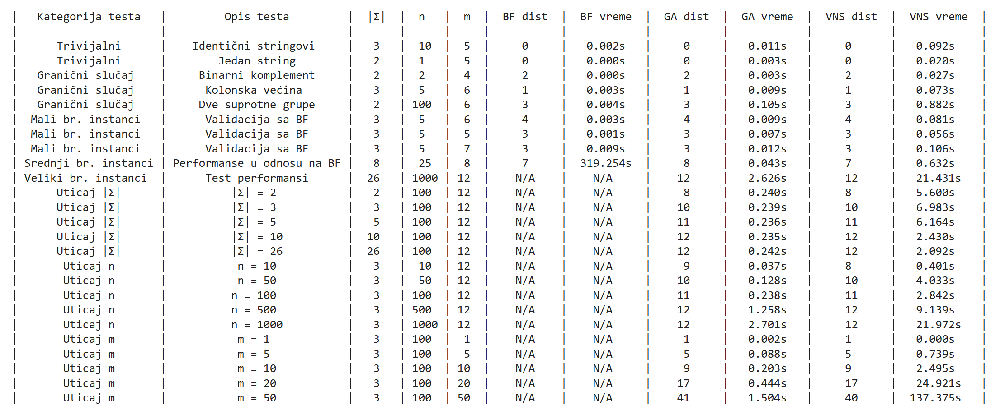 | Kategorija testa | Opis testa | |Σ| | n | m | BF dist | BF vreme | GA dist | GA vreme | VNS dist | VNS vreme |
|----------------------|----------------------------|-------|------|-----|-----------|------------|-----------|------------|------------|-------------|
| Trivijalni | Identični stringovi | 3 | 10 | 5 | 0 | 0.002s | 0 | 0.011s | 0 | 0.092s |
| Trivijalni | Jedan string | 2 | 1 | 5 | 0 | 0.000s | 0 | 0.003s | 0 | 0.020s |
| Granični slučaj | Binarni komplement | 2 | 2 | 4 | 2 | 0.000s | 2 | 0.003s | 2 | 0.027s |
| Granični slučaj | Kolonska većina | 3 | 5 | 6 | 1 | 0.003s | 1 | 0.009s | 1 | 0.073s |
| Granični slučaj | Dve suprotne grupe | 2 | 100 | 6 | 3 | 0.004s | 3 | 0.105s | 3 | 0.882s |
| Mali br. instanci | Validacija sa BF | 3 | 5 | 6 | 4 | 0.003s | 4 | 0.009s | 4 | 0.081s |
| Mali br. instanci | Validacija sa BF | 3 | 5 | 5 | 3 | 0.001s | 3 | 0.007s | 3 | 0.056s |
| Mali br. instanci | Validacija sa BF | 3 | 5 | 7 | 3 | 0.009s | 3 | 0.012s | 3 | 0.106s |
| Srednji br. instanci | Performanse u odnosu na BF | 8 | 25 | 8 | 7 | 319.254s | 8 | 0.043s | 7 | 0.632s |
| Veliki br. instanci | Test performansi | 26 | 1000 | 12 | N/A | N/A | 12 | 2.626s | 12 | 21.431s |
| Uticaj |Σ| | |Σ| = 2 | 2 | 100 | 12 | N/A | N/A | 8 | 0.240s | 8 | 5.600s |
| Uticaj |Σ| | |Σ| = 3 | 3 | 100 | 12 | N/A | N/A | 10 | 0.239s | 10 | 6.983s |
| Uticaj |Σ| | |Σ| = 5 | 5 | 100 | 12 | N/A | N/A | 11 | 0.236s | 11 | 6.164s |
| Uticaj |Σ| | |Σ| = 10 | 10 | 100 | 12 | N/A | N/A | 12 | 0.235s | 12 | 2.430s |
| Uticaj |Σ| | |Σ| = 26 | 26 | 100 | 12 | N/A | N/A | 12 | 0.242s | 12 | 2.092s |
| Uticaj n | n = 10 | 3 | 10 | 12 | N/A | N/A | 9 | 0.037s | 8 | 0.401s |
| Uticaj n | n = 50 | 3 | 50 | 12 | N/A | N/A | 10 | 0.128s | 10 | 4.033s |
| Uticaj n | n = 100 | 3 | 100 | 12 | N/A | N/A | 11 | 0.238s | 11 | 2.842s |
| Uticaj n | n = 500 | 3 | 500 | 12 | N/A | N/A | 12 | 1.258s | 12 | 9.139s |
| Uticaj n | n = 1000 | 3 | 1000 | 12 | N/A | N/A | 12 | 2.701s | 12 | 21.972s |
| Uticaj m | m = 1 | 3 | 100 | 1 | N/A | N/A | 1 | 0.002s | 1 | 0.000s |
| Uticaj m | m = 5 | 3 | 100 | 5 | N/A | N/A | 5 | 0.088s | 5 | 0.739s |
| Uticaj m | m = 10 | 3 | 100 | 10 | N/A | N/A | 9 | 0.203s | 9 | 2.495s |
| Uticaj m | m = 20 | 3 | 100 | 20 | N/A | N/A | 17 | 0.444s | 17 | 24.921s |
| Uticaj m | m = 50 | 3 | 100 | 50 | N/A | N/A | 41 | 1.504s | 40 | 137.375s |